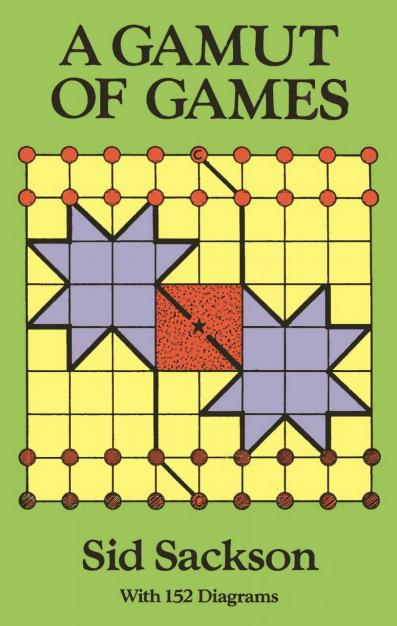 A GAMUT
OF GAMES
C
C
Sid Sackson
With 152 Diagrams